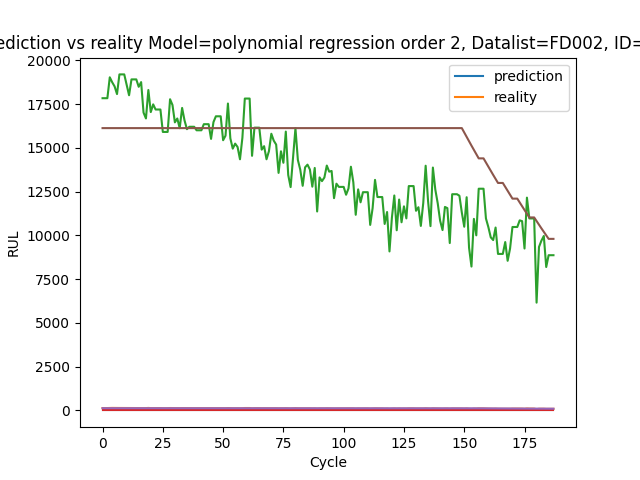 ediction vs reality Model=polynomial regression order 2, Datalist=FD002, ID=
20000
17500
15000
12500
10000
7500
5000
2500
0
RUL
prediction
reality
0 25 50 75 100 125 150 175
Cycle